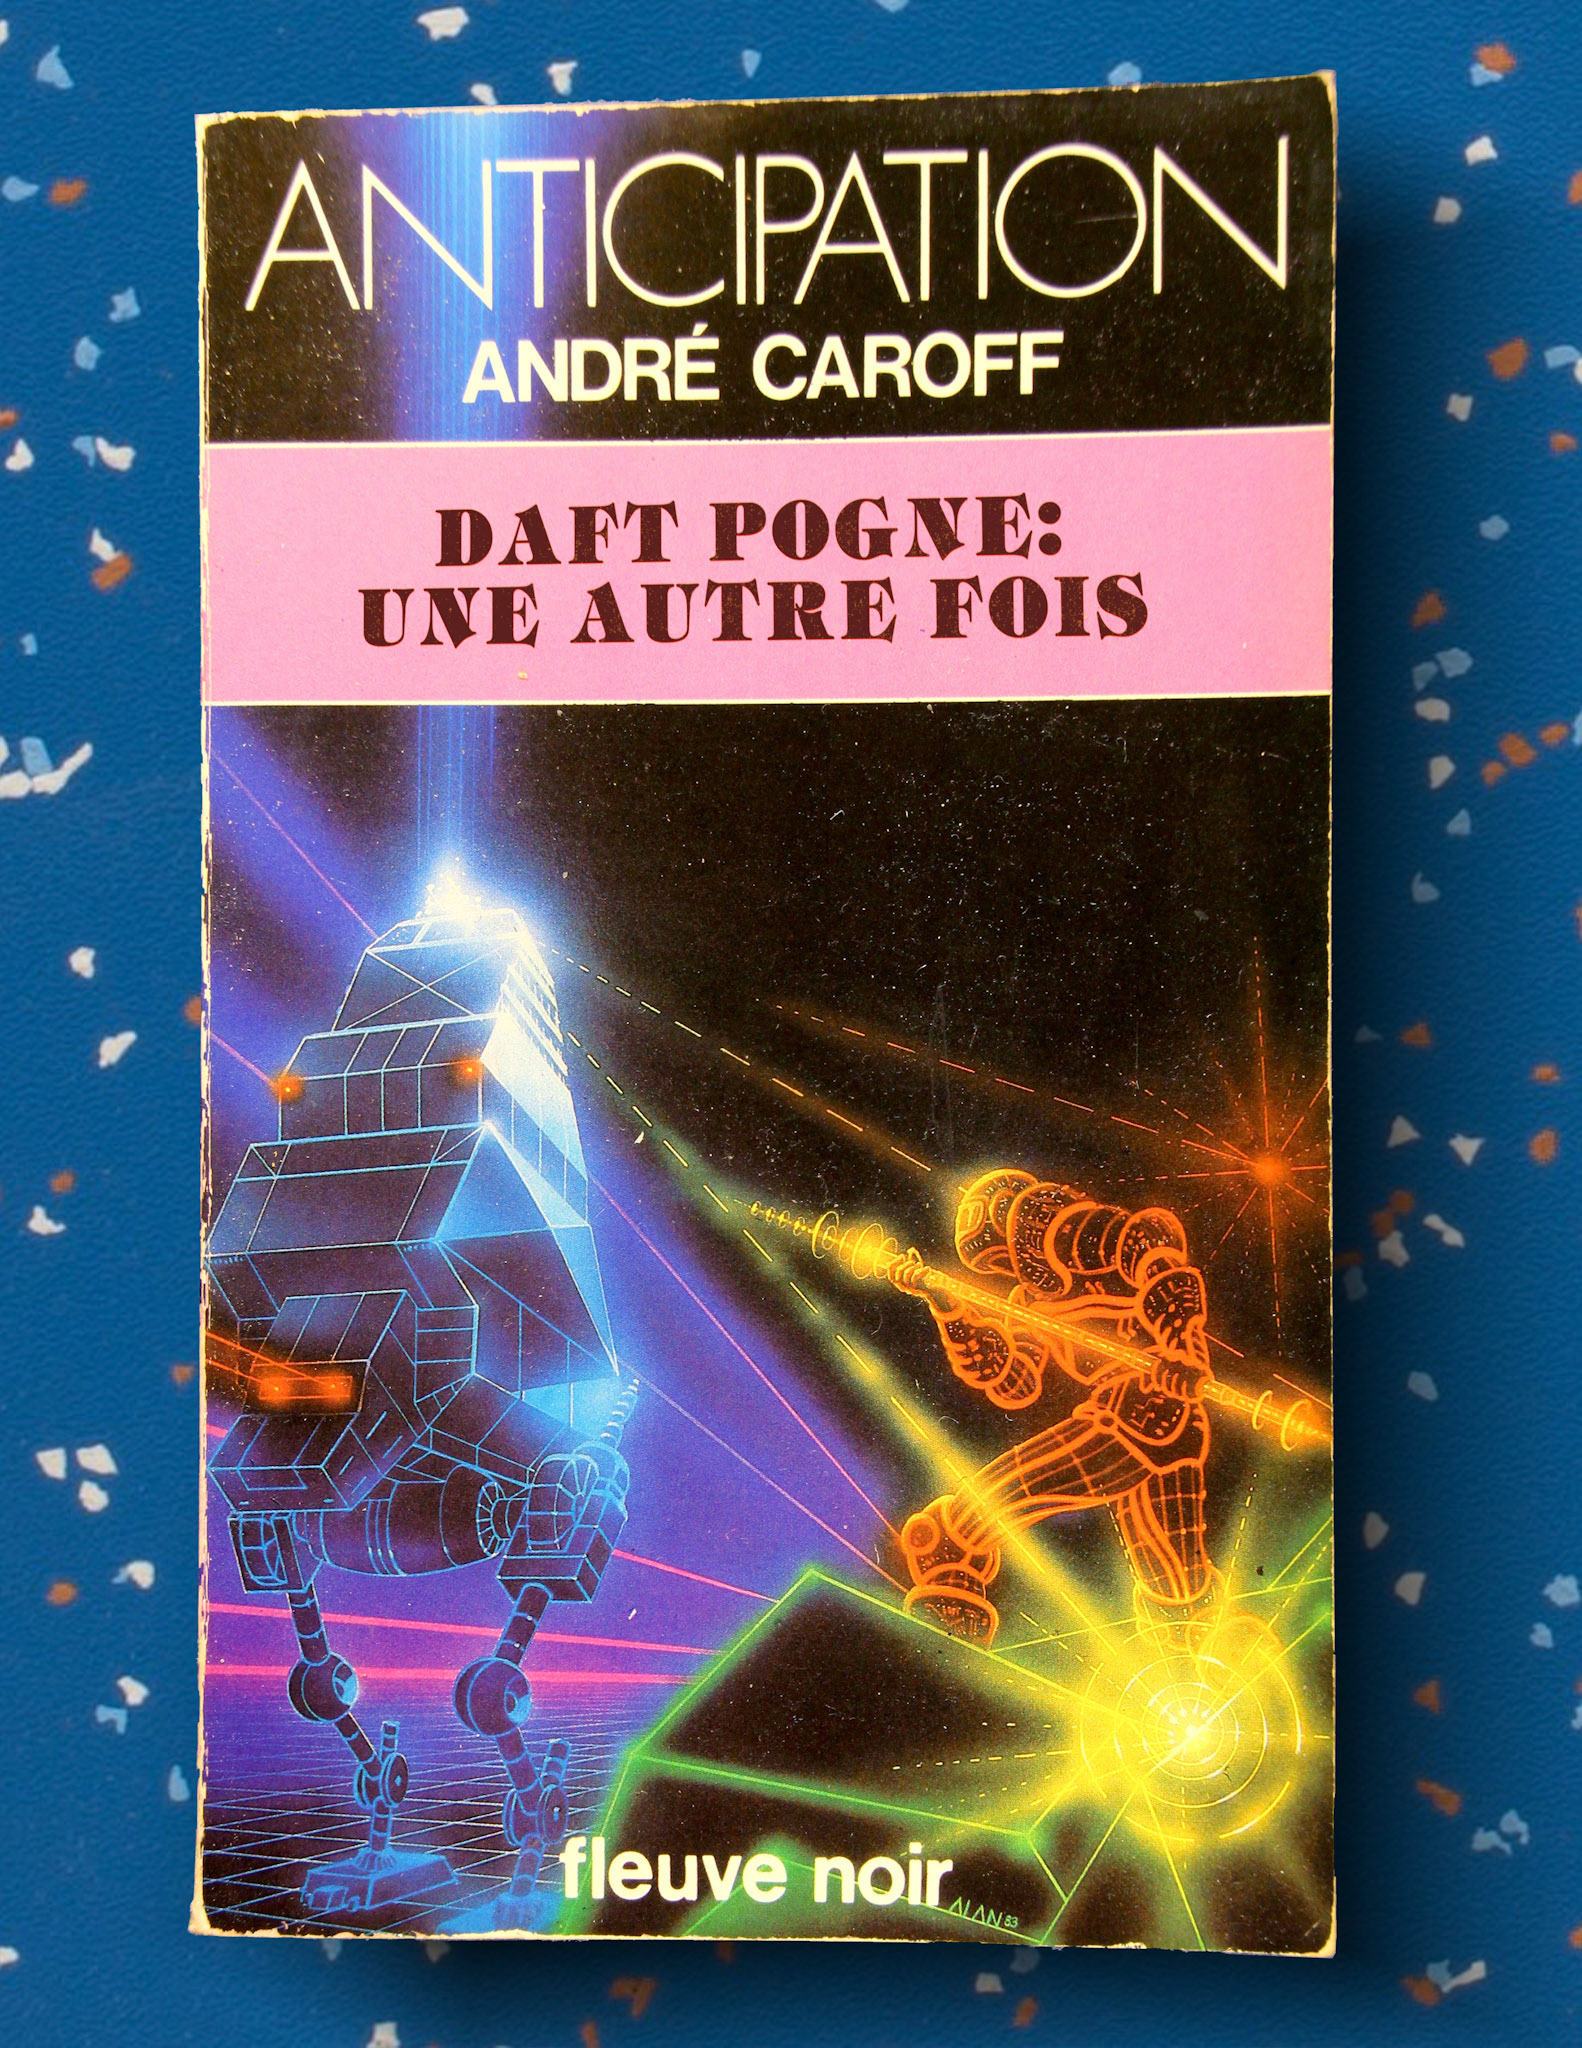 ANTICIPATION
ANDRÉ CAROFF
DAFT POGNE:
UNE AUTRE FOIS
fleuve noir
ALAN 83